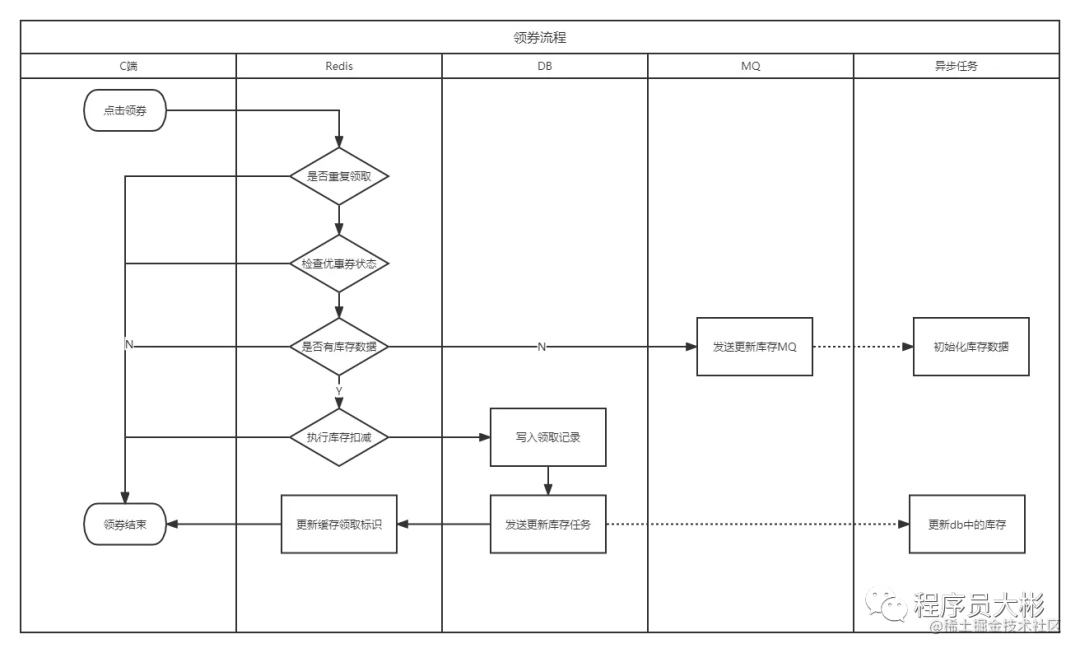 领券流程
C端
Redis
DB
MQ
异步任务
点击领券
是否重复领取
检查优惠券状态
N
是否有库存数据
N
发送更新库存MQ
初始化库存数据
Y
执行库存扣减
写入领取记录
领券结束
更新缓存领取标识
发送更新库存任务
更新db中的库存
程序员大彬
@稀土掘金技术社区